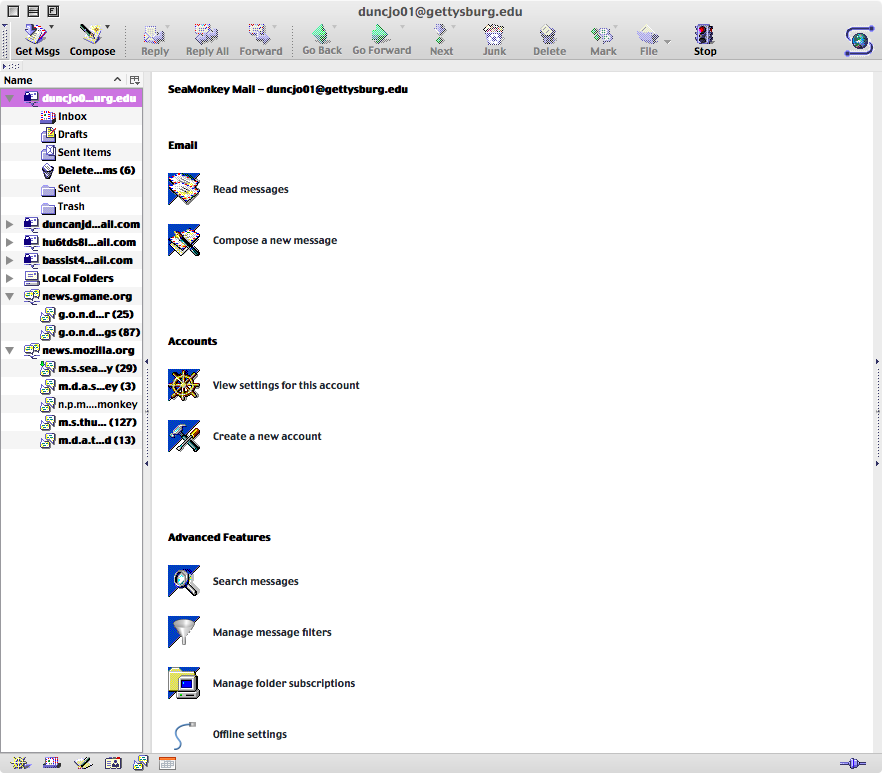 duncjo01@gettysburg.edu
Get Msgs Compose Reply Reply All Forward Go Back Go Forward Next Junk Delete Mark File Stop
Name
duncjo0...urg.edu
Inbox
Drafts
Sent Items
Delete...ms (6)
Sent
Trash
duncanjd...ail.com
hu6tds8l...ail.com
bassist4...ail.com
Local Folders
news.gmane.org
g.o.n.d...r (25)
g.o.n.d...gs (87)
news.mozilla.org
m.s.sea...y (29)
m.d.a.s...ey (3)
n.p.m....monkey
m.s.thu... (127)
m.d.a.t...d (13)
SeaMonkey Mail – duncjo01@gettysburg.edu
Email
Read messages
Compose a new message
Accounts
View settings for this account
Create a new account
Advanced Features
Search messages
Manage message filters
Manage folder subscriptions
Offline settings